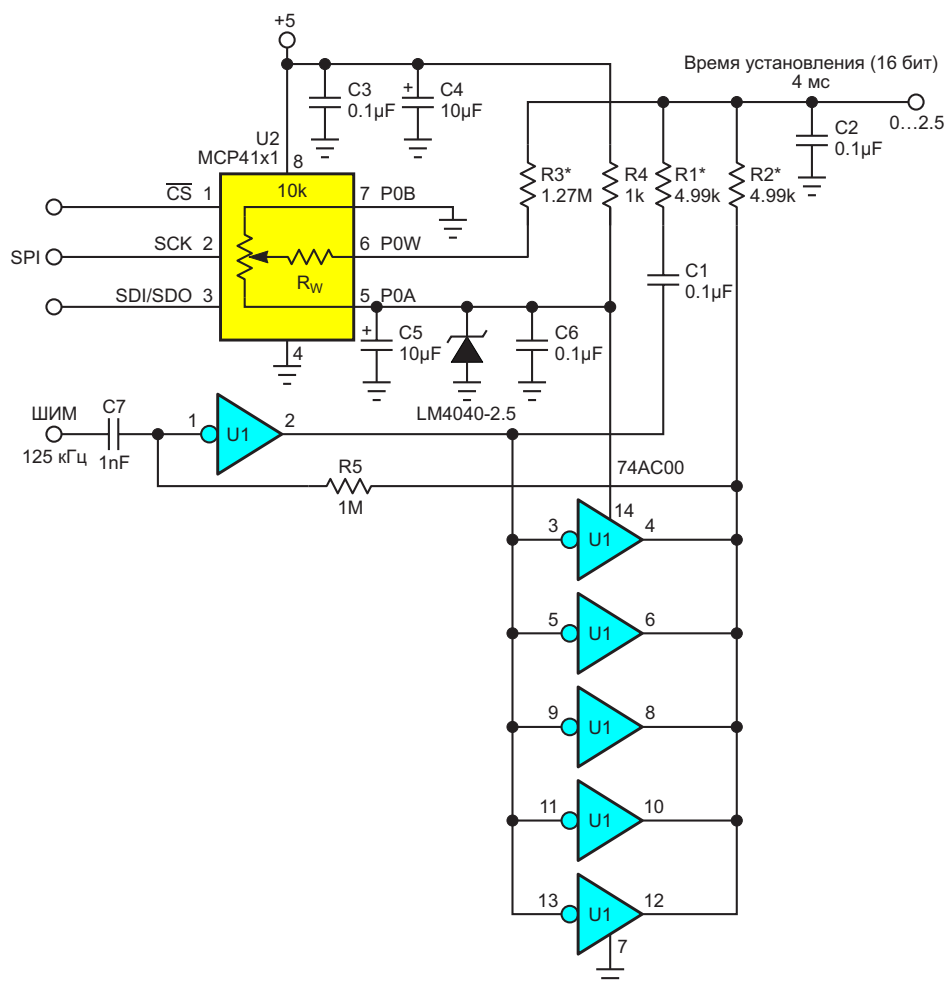 +5
Время установления (16 бит)
4 мс
0...2.5
C3
0.1µF
+
C4
10µF
C2
0.1µF
U2
MCP41x1
8
10k
CS 1
7 P0B
R3*
1.27M
R4
1k
R1*
4.99k
R2*
4.99k
SPI
SCK 2
6 P0W
RW
C1
0.1µF
SDI/SDO 3
5 P0A
4
+
C5
10µF
C6
0.1µF
LM4040-2.5
ШИМ
125 кГц
C7
1nF
1
U1
2
R5
1M
74AC00
14
3
U1
4
5
U1
6
9
U1
8
11
U1
10
13
U1
12
7